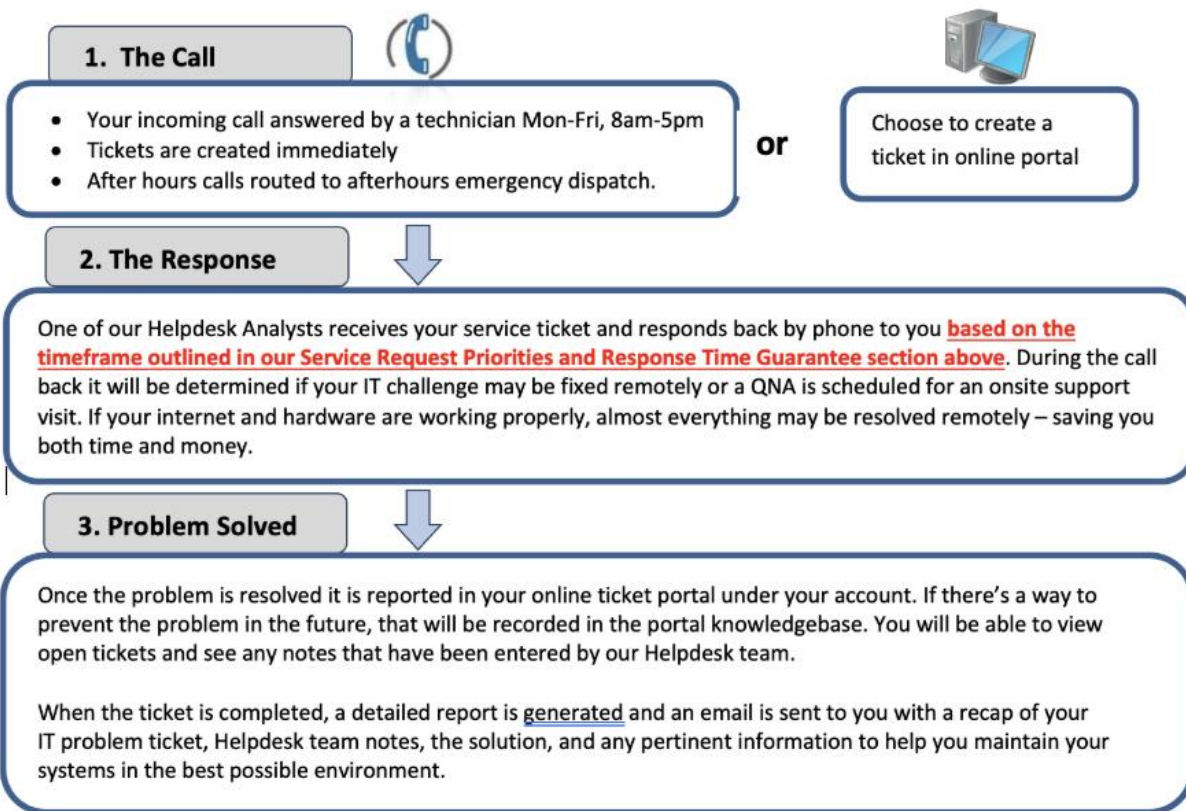 1. The Call
• Your incoming call answered by a technician Mon-Fri, 8am-5pm
• Tickets are created immediately
• After hours calls routed to afterhours emergency dispatch.
or
Choose to create a
ticket in online portal
2. The Response
One of our Helpdesk Analysts receives your service ticket and responds back by phone to you based on the
timeframe outlined in our Service Request Priorities and Response Time Guarantee section above. During the call
back it will be determined if your IT challenge may be fixed remotely or a QNA is scheduled for an onsite support
visit. If your internet and hardware are working properly, almost everything may be resolved remotely – saving you
both time and money.
3. Problem Solved
Once the problem is resolved it is reported in your online ticket portal under your account. If there's a way to
prevent the problem in the future, that will be recorded in the portal knowledgebase. You will be able to view
open tickets and see any notes that have been entered by our Helpdesk team.
When the ticket is completed, a detailed report is generated and an email is sent to you with a recap of your
IT problem ticket, Helpdesk team notes, the solution, and any pertinent information to help you maintain your
systems in the best possible environment.